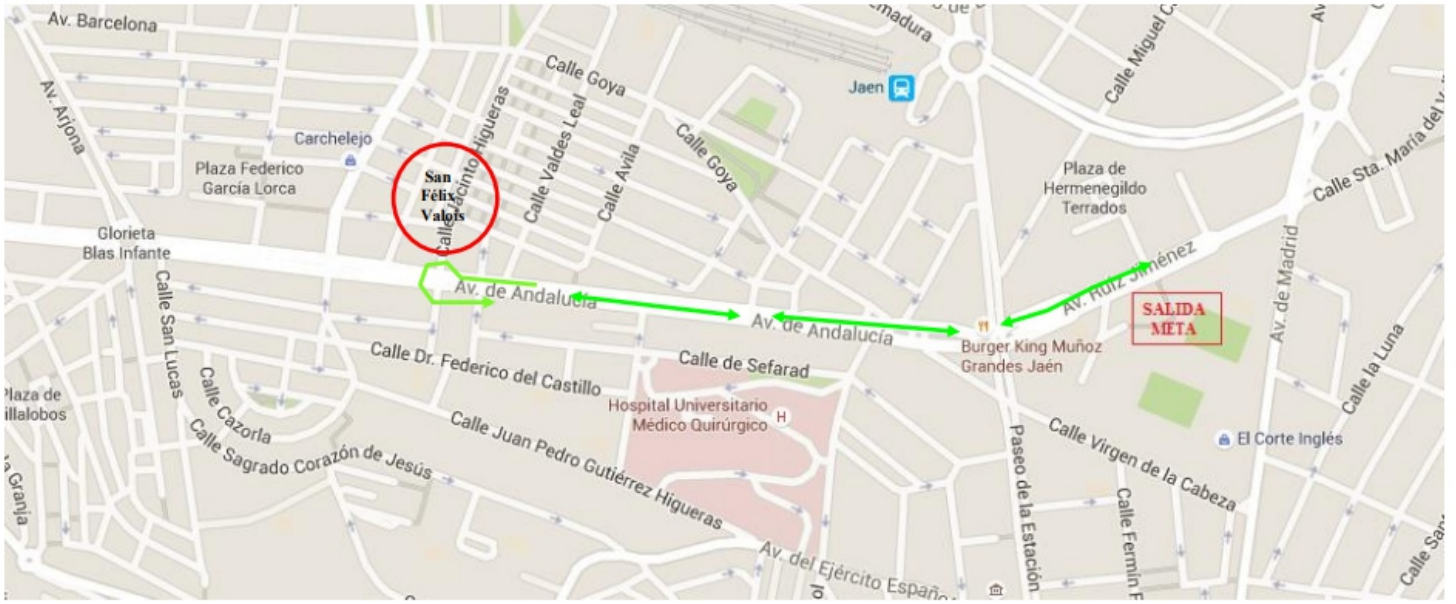 Av. Barcelona
Av. Arjona
Carchelejo
Plaza Federico
García Lorca
Glorieta
Blas Infante
San
Félix
Valois
Calle Jacinto Higueras
Calle Valdes Leal
Calle Avila
Calle Goya
Calle Goya
Jaen
Calle Miguel
Plaza de
Hermenegildo
Terrados
Calle Sta. María del
Av. Ruiz Jiménez
Av. de Madrid
SALIDA
META
Av. de Andalucía
Av. de Andalucía
Burger King Muñoz
Grandes Jaén
Calle San Lucas
Calle Dr. Federico del Castillo
Calle de Sefarad
Hospital Universitario
Médico Quirúrgico
H
Plaza de
Calle Cazorla
Calle Sagrado Corazón de Jesús
Calle Juan Pedro Gutiérrez Higueras
Av. del Ejército Español
Paseo de la Estación
Calle Virgen de la Cabeza
Calle Fermín
El Corte Inglés
Calle la Luna
la Granja